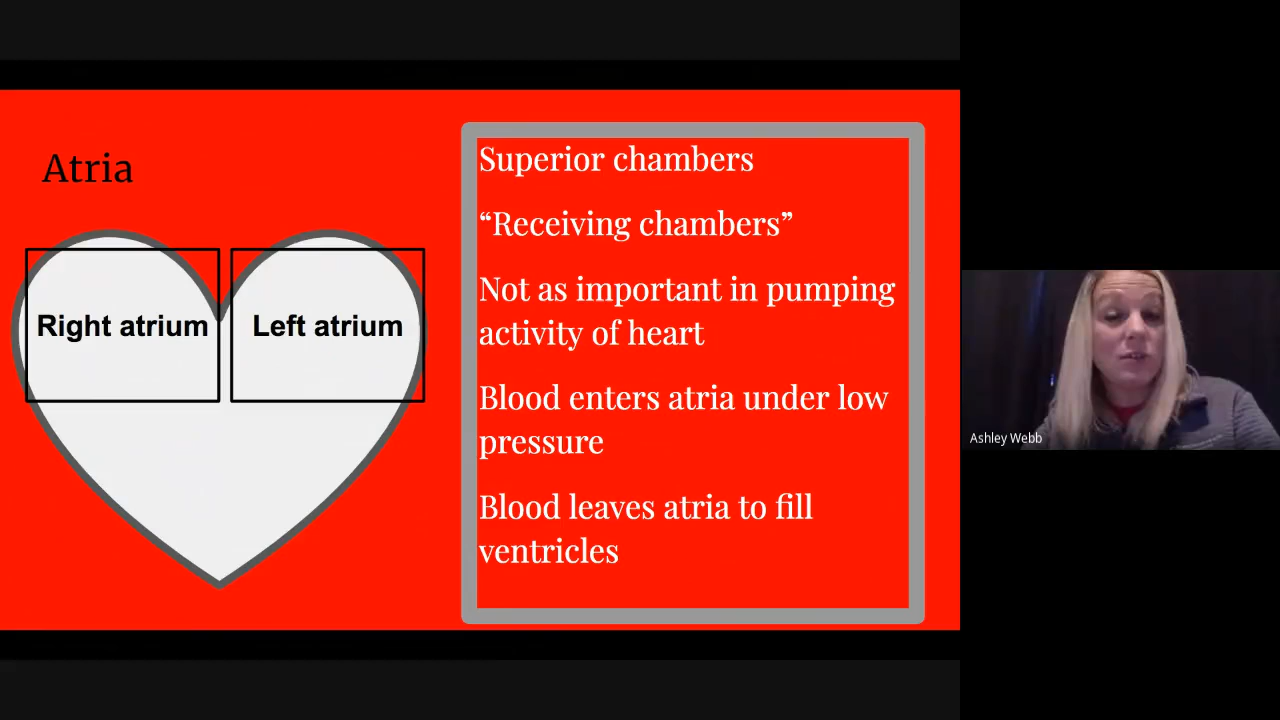 Atria
Right atrium
Left atrium
Superior chambers
“Receiving chambers”
Not as important in pumping
activity of heart
Blood enters atria under low
pressure
Blood leaves atria to fill
ventricles
Ashley Webb